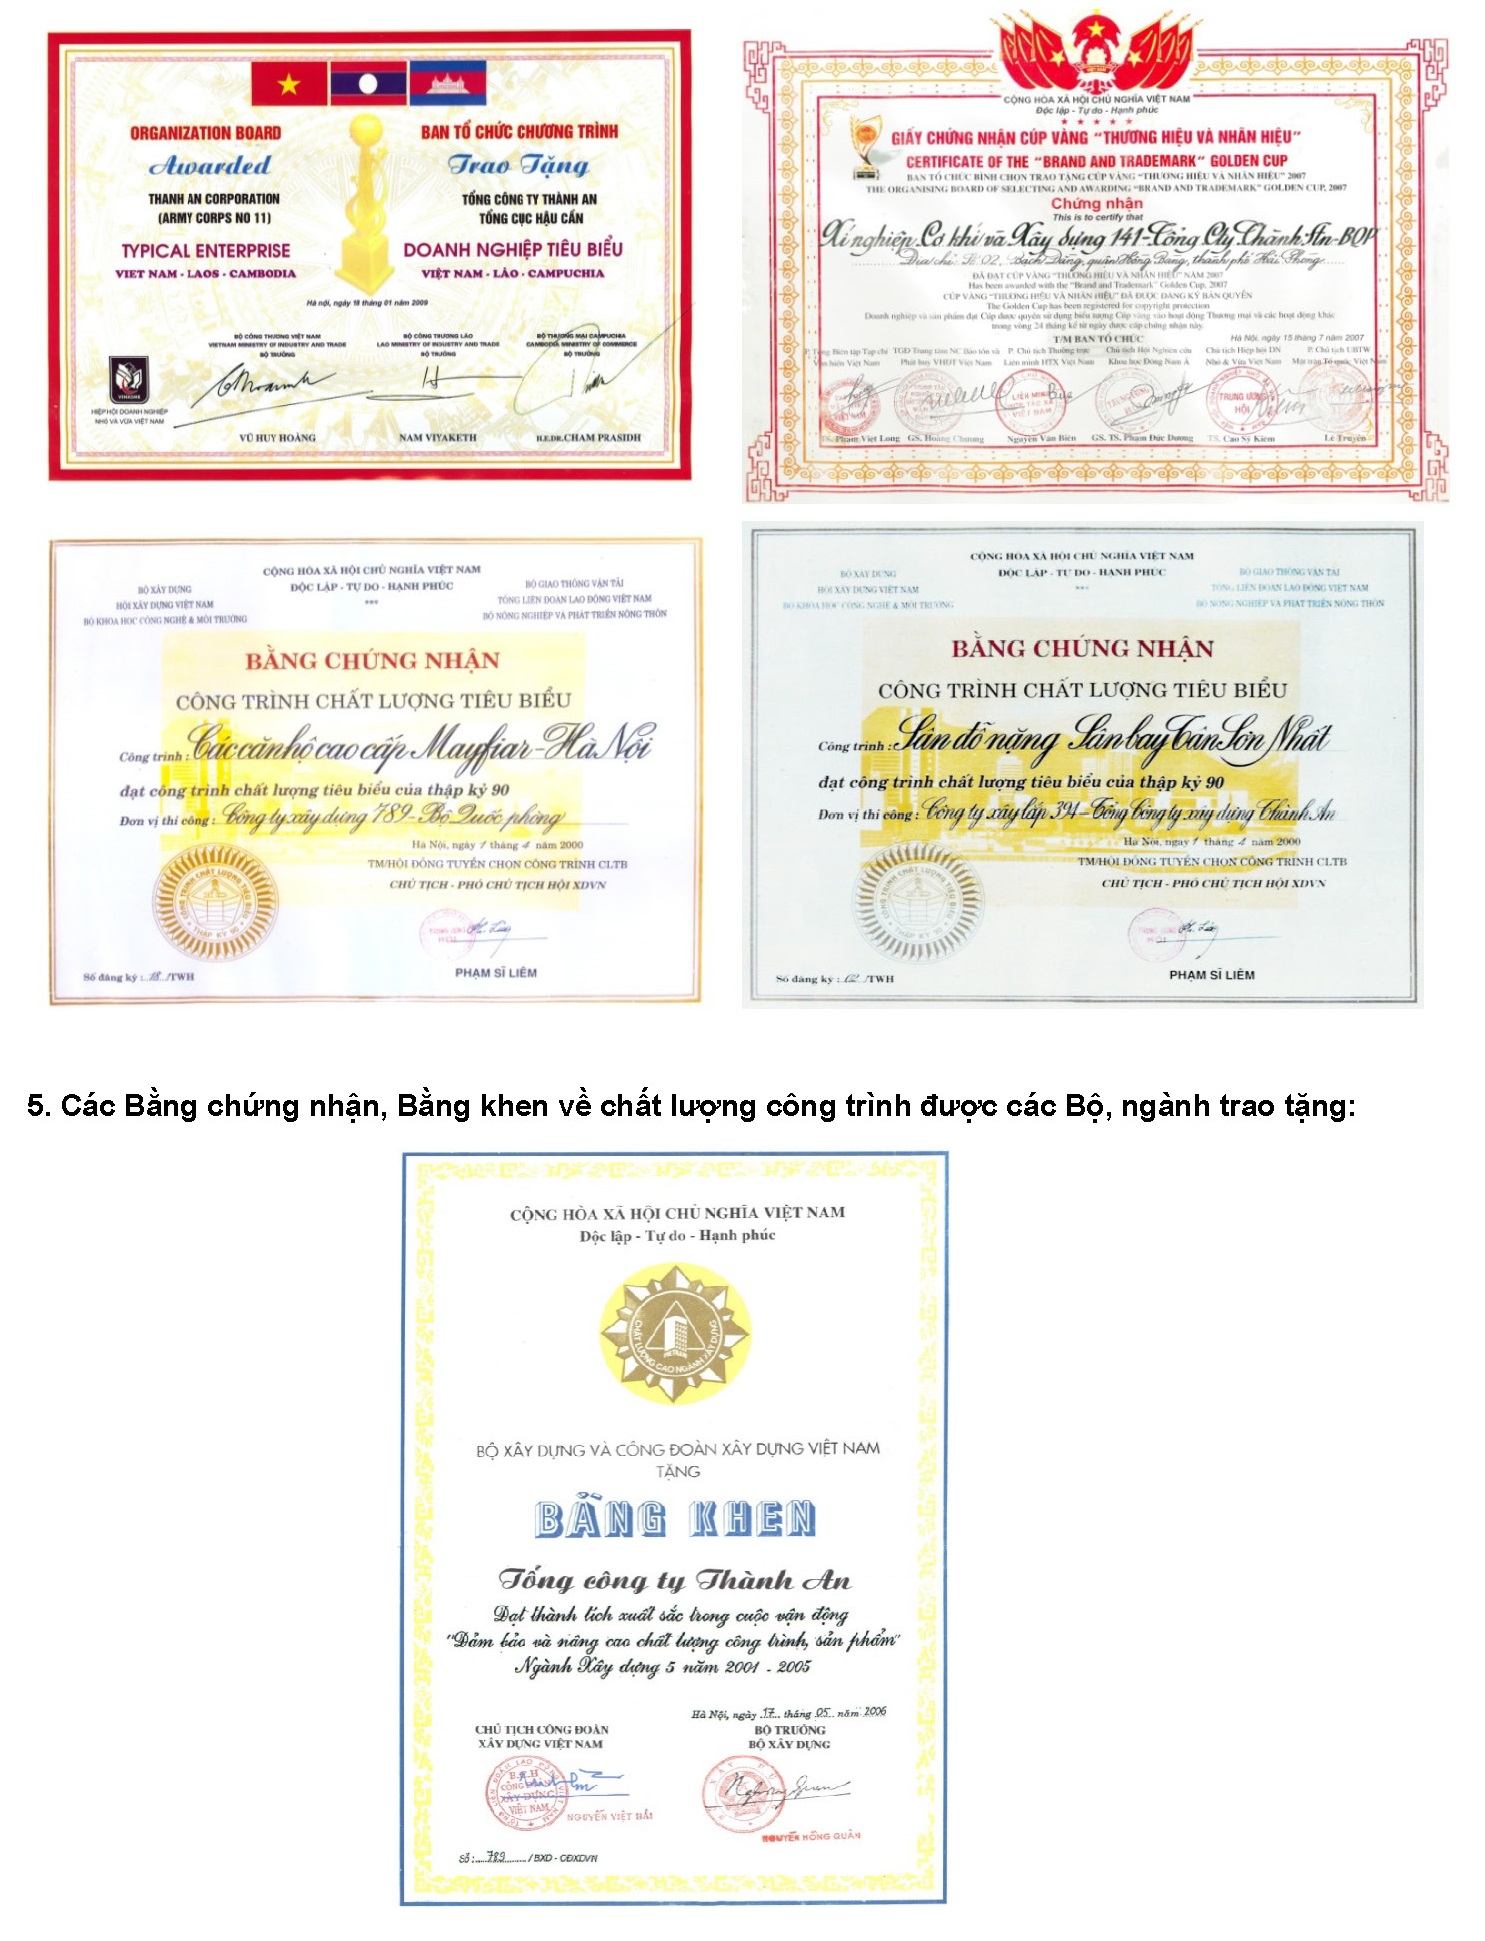 ORGANIZATION BOARD
Awarded
THANH AN CORPORATION
(ARMY CORPS NO 11)
TYPICAL ENTERPRISE
VIET NAM - LAOS - CAMBODIA
BAN TỔ CHỨC CHƯƠNG TRÌNH
Trao Tặng
TỔNG CÔNG TY THÀNH AN
TỔNG CỤC HẬU CẦN
DOANH NGHIỆP TIÊU BIỂU
VIỆT NAM - LÀO - CAMPUCHIA
Hà nội, ngày 18 tháng 01 năm 2009
BỘ CÔNG THƯƠNG VIỆT NAM
VIETNAM MINISTRY OF INDUSTRY AND TRADE
BỘ TRƯỞNG
BỘ CÔNG THƯƠNG LÀO
LAO MINISTRY OF INDUSTRY AND TRADE
BỘ TRƯỞNG
BỘ THƯƠNG MẠI CAMPUCHIA
CAMBODIA MINISTRY OF COMMERCE
BỘ TRƯỞNG
HIỆP HỘI DOANH NGHIỆP
NHỎ VÀ VỪA VIỆT NAM
VŨ HUY HOÀNG
NAM VIYAKETH
H.E.DR.CHAM PRASIDH
CỘNG HÒA XÃ HỘI CHỦ NGHĨA VIỆT NAM
Độc lập - Tự do - Hạnh phúc
GIẤY CHỨNG NHẬN CÚP VÀNG "THƯƠNG HIỆU VÀ NHÃN HIỆU"
CERTIFICATE OF THE "BRAND AND TRADEMARK" GOLDEN CUP
BAN TỔ CHỨC BÌNH CHỌN TRAO TẶNG CÚP VÀNG "THƯƠNG HIỆU VÀ NHÃN HIỆU" 2007
THE ORGANISING BOARD OF SELECTING AND AWARDING "BRAND AND TRADEMARK" GOLDEN CUP, 2007
Chứng nhận
This is to certify that
Xí nghiệp Cơ khí và Xây dựng 141-Tổng Cty Thành An-BQP
Địa chỉ: Số 02, Bạch Đằng, quận Hồng Bàng, thành phố Hải Phòng
ĐÃ ĐẠT CÚP VÀNG "THƯƠNG HIỆU VÀ NHÃN HIỆU" NĂM 2007
Has been awarded with the "Brand and Trademark" Golden Cup, 2007
CÚP VÀNG "THƯƠNG HIỆU VÀ NHÃN HIỆU" ĐÃ ĐƯỢC ĐĂNG KÝ BẢN QUYỀN
The Golden Cup has been registered for copyright protection
Doanh nghiệp và sản phẩm đạt Cúp được quyền sử dụng biểu tượng Cúp vàng vào hoạt động Thương mại và các hoạt động khác
trong vòng 24 tháng kể từ ngày được cấp chứng nhận này.
T/M BAN TỔ CHỨC
Hà Nội, ngày 15 tháng 7 năm 2007
P. Tổng Biên tập Tạp chí
Văn hiến Việt Nam
TGĐ Trung tâm NC Bảo tồn và
Phát huy VHDT Việt Nam
P. Chủ tịch Thường trực
Liên minh HTX Việt Nam
Chủ tịch Hội Nghiên cứu
Khoa học Đông Nam Á
Chủ tịch Hiệp hội DN
Nhỏ & Vừa Việt Nam
P. Chủ tịch UBTW
Mặt trận Tổ quốc Việt Nam
TS. Phạm Việt Long
GS. Hoàng Chương
Nguyễn Văn Biên
GS. TS. Phạm Đức Dương
TS. Cao Sỹ Kiêm
Lê Truyền
CỘNG HÒA XÃ HỘI CHỦ NGHĨA VIỆT NAM
ĐỘC LẬP - TỰ DO - HẠNH PHÚC
***
BỘ XÂY DỰNG
HỘI XÂY DỰNG VIỆT NAM
BỘ KHOA HỌC CÔNG NGHỆ & MÔI TRƯỜNG
BỘ GIAO THÔNG VẬN TẢI
TỔNG LIÊN ĐOÀN LAO ĐỘNG VIỆT NAM
BỘ NÔNG NGHIỆP VÀ PHÁT TRIỂN NÔNG THÔN
BẰNG CHỨNG NHẬN
CÔNG TRÌNH CHẤT LƯỢNG TIÊU BIỂU
Công trình : Các căn hộ cao cấp Mayfiar - Hà Nội
đạt công trình chất lượng tiêu biểu của thập kỷ 90
Đơn vị thi công : Công ty xây dựng 789 - Bộ Quốc phòng
Hà Nội, ngày 1 tháng 4 năm 2000
TM/HỘI ĐỒNG TUYỂN CHỌN CÔNG TRÌNH CLTB
CHỦ TỊCH - PHÓ CHỦ TỊCH HỘI XDVN
CÔNG TRÌNH CHẤT LƯỢNG TIÊU BIỂU
THẬP KỶ 90
Số đăng ký : 18 /TWH
PHẠM SĨ LIÊM
CỘNG HÒA XÃ HỘI CHỦ NGHĨA VIỆT NAM
ĐỘC LẬP - TỰ DO - HẠNH PHÚC
***
BỘ XÂY DỰNG
HỘI XÂY DỰNG VIỆT NAM
BỘ KHOA HỌC CÔNG NGHỆ & MÔI TRƯỜNG
BỘ GIAO THÔNG VẬN TẢI
TỔNG LIÊN ĐOÀN LAO ĐỘNG VIỆT NAM
BỘ NÔNG NGHIỆP VÀ PHÁT TRIỂN NÔNG THÔN
BẰNG CHỨNG NHẬN
CÔNG TRÌNH CHẤT LƯỢNG TIÊU BIỂU
Công trình : Sân đỗ nặng Sân bay Tân Sơn Nhất
đạt công trình chất lượng tiêu biểu của thập kỷ 90
Đơn vị thi công : Công ty xây lắp 394 - Tổng Công ty xây dựng Thành An
Hà Nội, ngày 1 tháng 4 năm 2000
TM/HỘI ĐỒNG TUYỂN CHỌN CÔNG TRÌNH CLTB
CHỦ TỊCH - PHÓ CHỦ TỊCH HỘI XDVN
CÔNG TRÌNH CHẤT LƯỢNG TIÊU BIỂU
THẬP KỶ 90
Số đăng ký : /TWH
PHẠM SĨ LIÊM
5. Các Bằng chứng nhận, Bằng khen về chất lượng công trình được các Bộ, ngành trao tặng:
CỘNG HÒA XÃ HỘI CHỦ NGHĨA VIỆT NAM
Độc lập - Tự do - Hạnh phúc
CHẤT LƯỢNG CAO NGÀNH XÂY DỰNG
BỘ XÂY DỰNG VÀ CÔNG ĐOÀN XÂY DỰNG VIỆT NAM
TẶNG
BẰNG KHEN
Tổng công ty Thành An
Đạt thành tích xuất sắc trong cuộc vận động
"Đảm bảo và nâng cao chất lượng công trình, sản phẩm"
Ngành Xây dựng 5 năm 2001 - 2005
Hà Nội, ngày 17 tháng 05 năm 2006
CHỦ TỊCH CÔNG ĐOÀN
XÂY DỰNG VIỆT NAM
BỘ TRƯỞNG
BỘ XÂY DỰNG
NGUYỄN VIỆT HẢI
NGUYỄN HỒNG QUÂN
Số: 789 / BXD - CĐXDVN